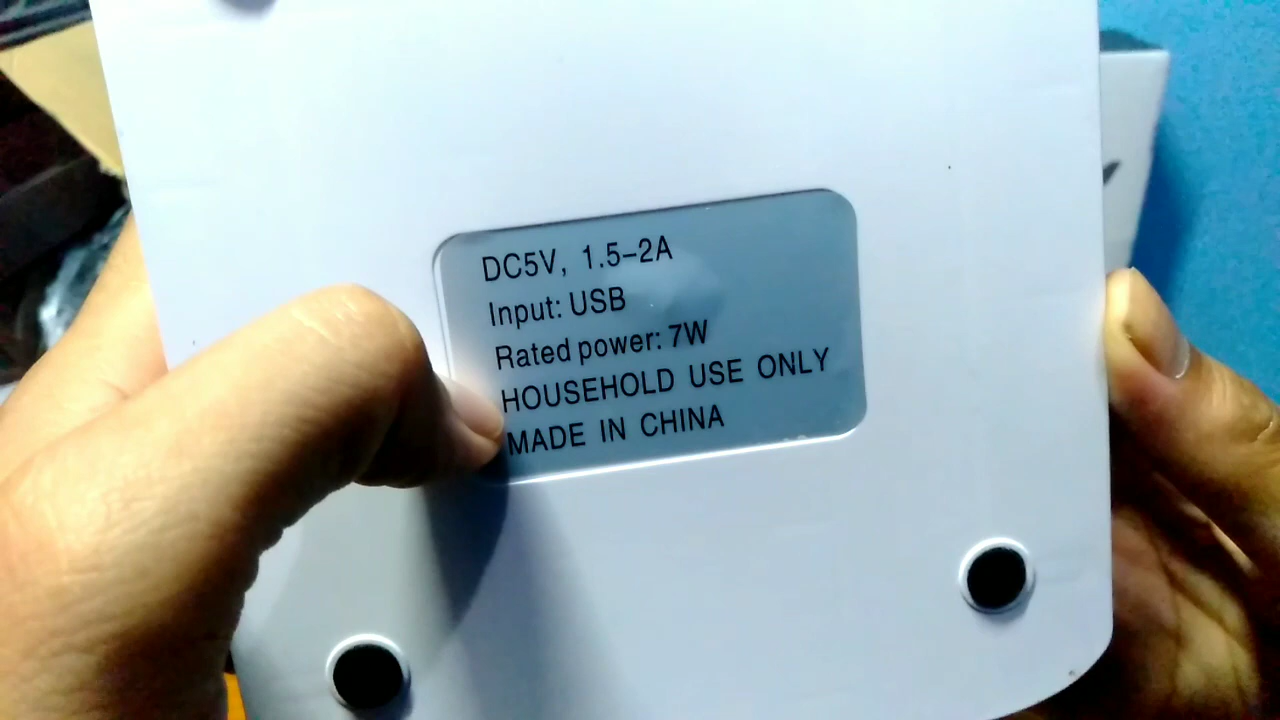 DC5V, 1.5-2A
Input: USB
Rated power: 7W
HOUSEHOLD USE ONLY
MADE IN CHINA